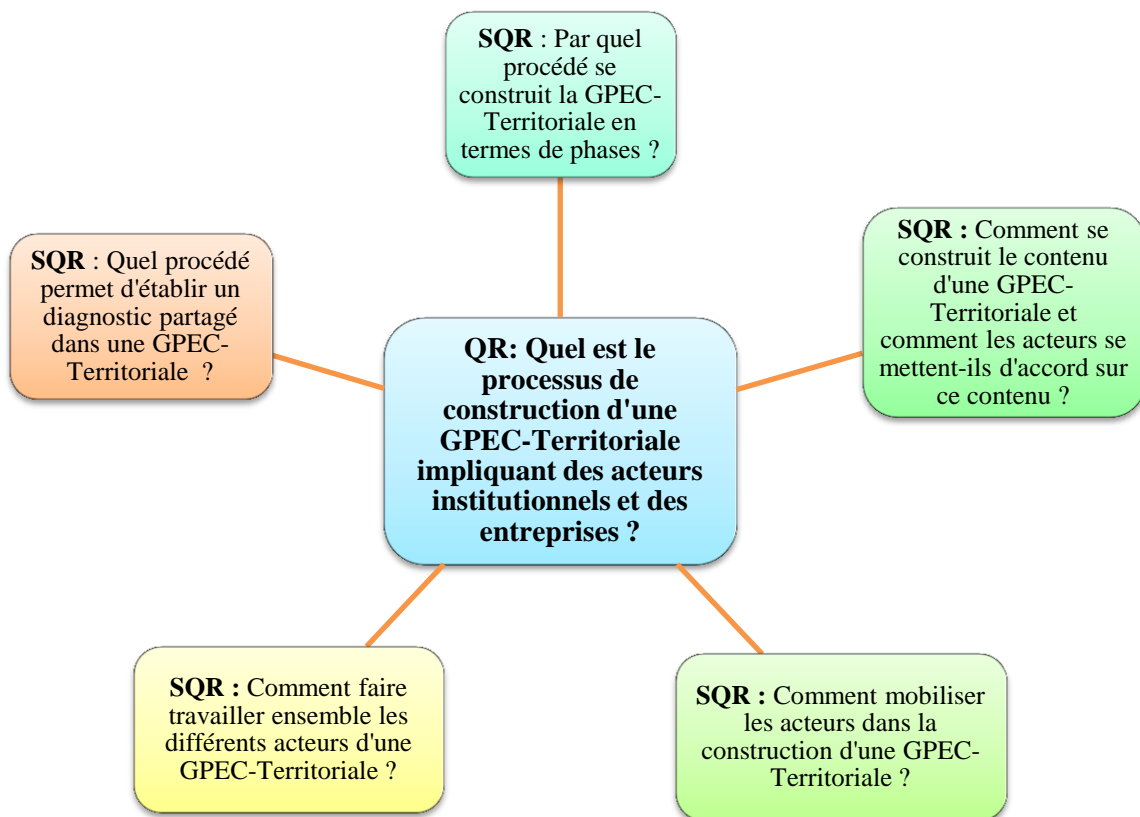 SQR : Par quel
procédé se
construit la GPEC-
Territoriale en
termes de phases ?
SQR : Comment se
construit le contenu
d'une GPEC-
Territoriale et
comment les acteurs se
mettent-ils d'accord sur
ce contenu ?
SQR : Quel procédé
permet d'établir un
diagnostic partagé
dans une GPEC-
Territoriale ?
QR: Quel est le
processus de
construction d'une
GPEC-Territoriale
impliquant des acteurs
institutionnels et des
entreprises ?
SQR : Comment faire
travailler ensemble les
différents acteurs d'une
GPEC-Territoriale ?
SQR : Comment mobiliser
les acteurs dans la
construction d'une GPEC-
Territoriale ?